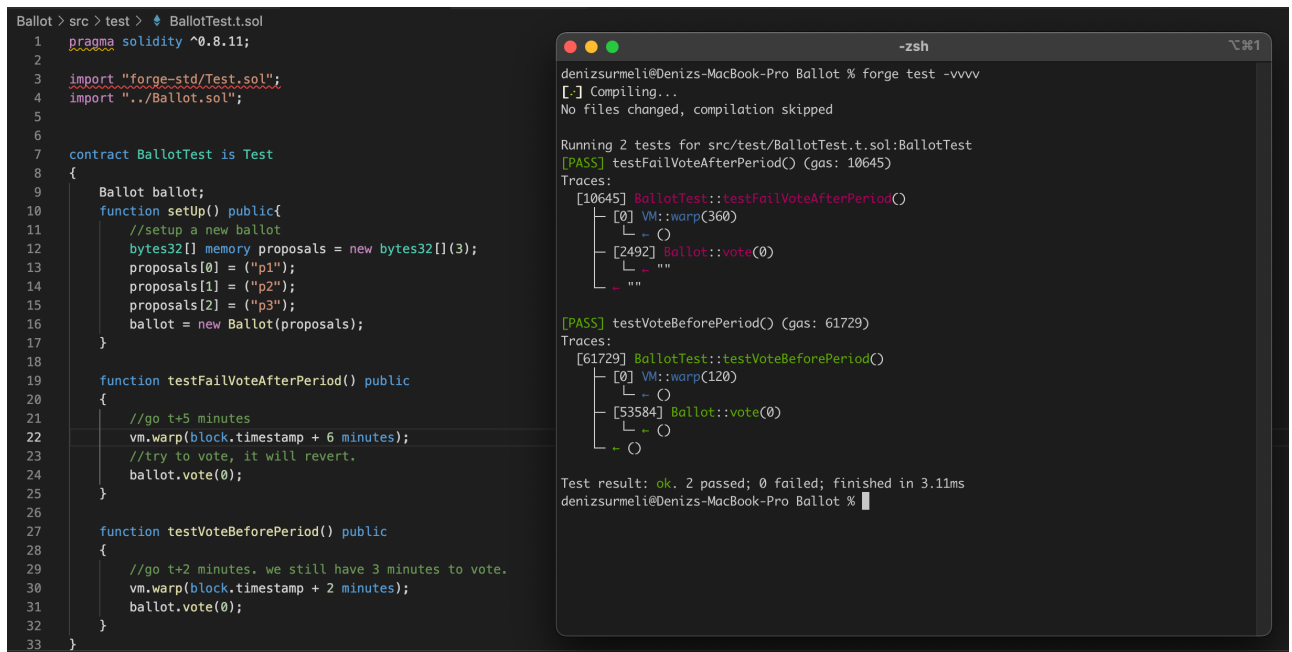 Ballot > src > test > BallotTest.t.sol
1 pragma solidity ^0.8.11;
2
3 import "forge-std/Test.sol";
4 import "../Ballot.sol";
5
6
7 contract BallotTest is Test
8 {
9 Ballot ballot;
10 function setUp() public{
11 //setup a new ballot
12 bytes32[] memory proposals = new bytes32[](3);
13 proposals[0] = ("p1");
14 proposals[1] = ("p2");
15 proposals[2] = ("p3");
16 ballot = new Ballot(proposals);
17 }
18
19 function testFailVoteAfterPeriod() public
20 {
21 //go t+5 minutes
22 vm.warp(block.timestamp + 6 minutes);
23 //try to vote, it will revert.
24 ballot.vote(0);
25 }
26
27 function testVoteBeforePeriod() public
28 {
29 //go t+2 minutes. we still have 3 minutes to vote.
30 vm.warp(block.timestamp + 2 minutes);
31 ballot.vote(0);
32 }
33 }
-zsh
⌥⌘1
denizsurmeli@Denizs-MacBook-Pro Ballot % forge test -vvvv
[⠰] Compiling...
No files changed, compilation skipped
Running 2 tests for src/test/BallotTest.t.sol:BallotTest
[PASS] testFailVoteAfterPeriod() (gas: 10645)
Traces:
[10645] BallotTest::testFailVoteAfterPeriod()
├─ [0] VM::warp(360)
│ └─ ← ()
├─ [2492] Ballot::vote(0)
│ └─ ← ""
└─ ← ""
[PASS] testVoteBeforePeriod() (gas: 61729)
Traces:
[61729] BallotTest::testVoteBeforePeriod()
├─ [0] VM::warp(120)
│ └─ ← ()
├─ [53584] Ballot::vote(0)
│ └─ ← ()
└─ ← ()
Test result: ok. 2 passed; 0 failed; finished in 3.11ms
denizsurmeli@Denizs-MacBook-Pro Ballot %